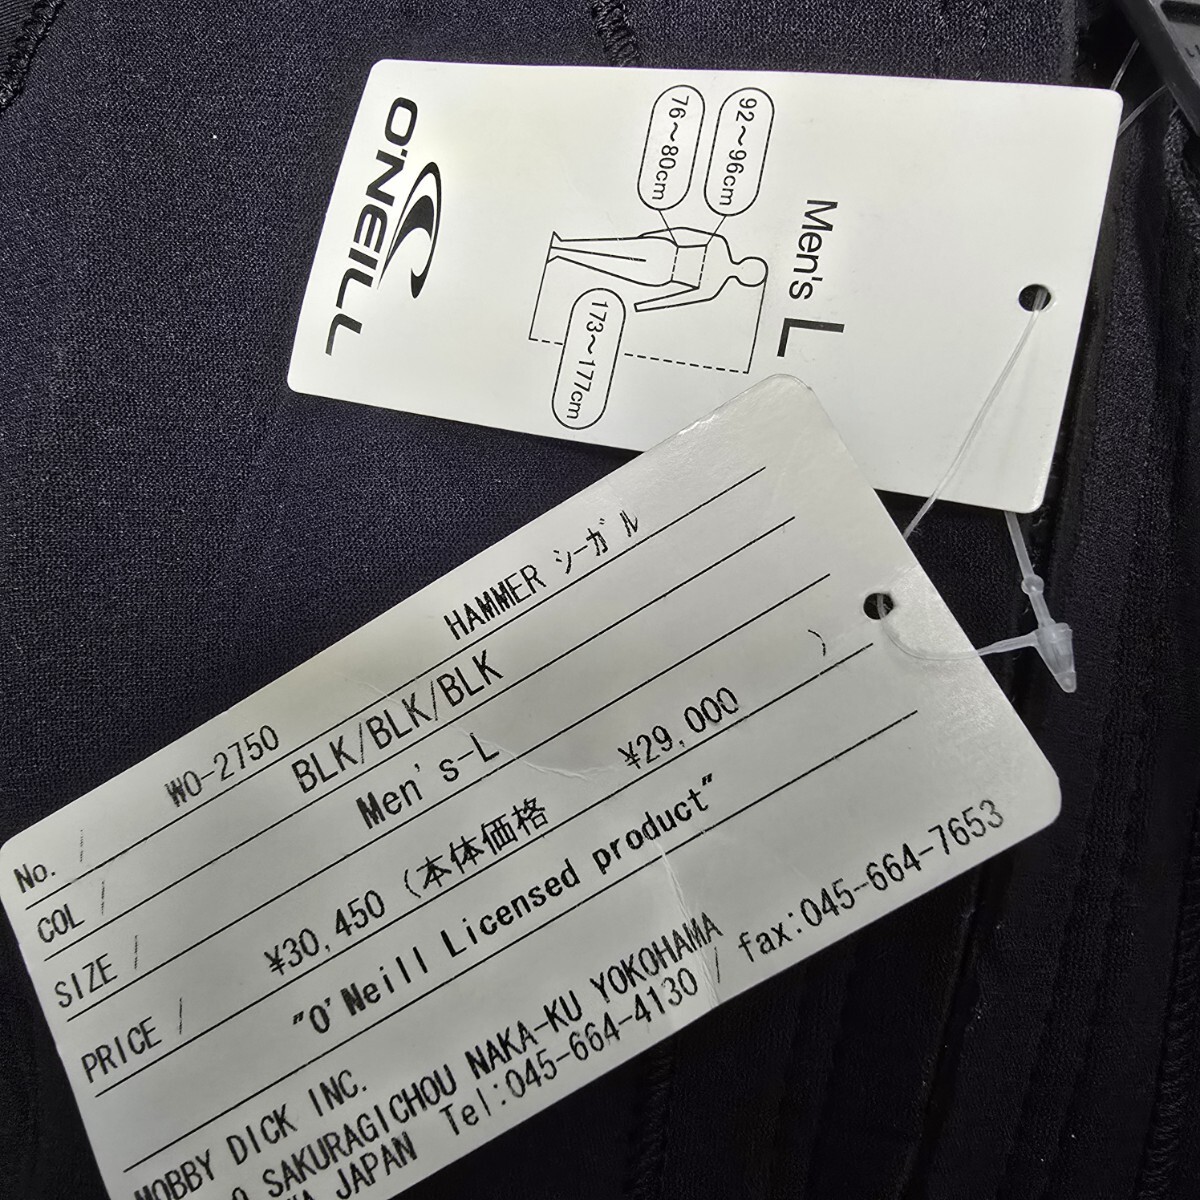 O'NEILL
Men's L
92～96cm
76～80cm
173～177cm
No. / WO-2750 HAMMER シーガル
COL / BLK/BLK/BLK
SIZE / Men's-L
PRICE / ¥30,450 (本体価格 ¥29,000 )
"O'Neill Licensed product"
MOBBY DICK INC.
SAKURAGICHOU NAKA-KU YOKOHAMA
JAPAN Tel:045-664-4130 / fax:045-664-7653